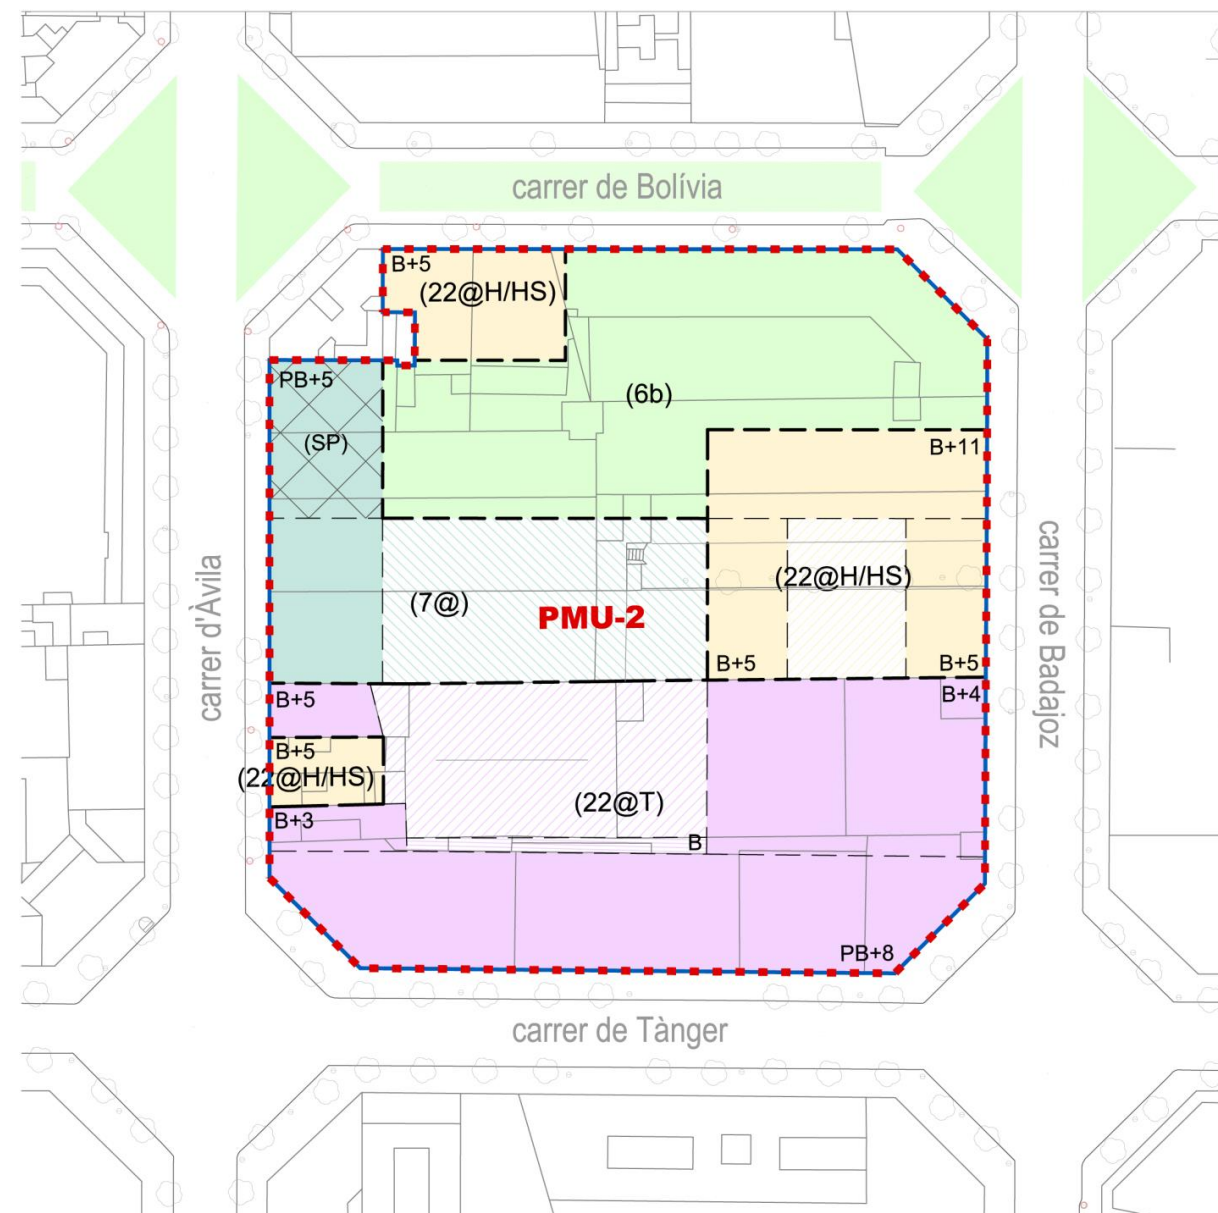 carrer de Bolívia
B+5
(22@H/HS)
PB+5
(6b)
(SP)
B+11
carrer d'Àvila
carrer de Badajoz
(22@H/HS)
(7@)
PMU-2
B+5
B+5
B+5
B+4
B+5
(22@H/HS)
(22@T)
B+3
B
PB+8
carrer de Tànger